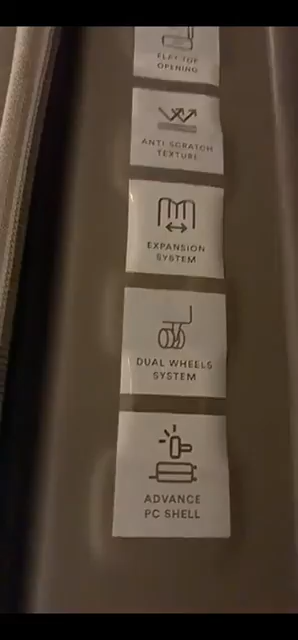 FLAT TOP
OPENING
ANTI SCRATCH
TEXTURE
EXPANSION
SYSTEM
DUAL WHEELS
SYSTEM
ADVANCE
PC SHELL